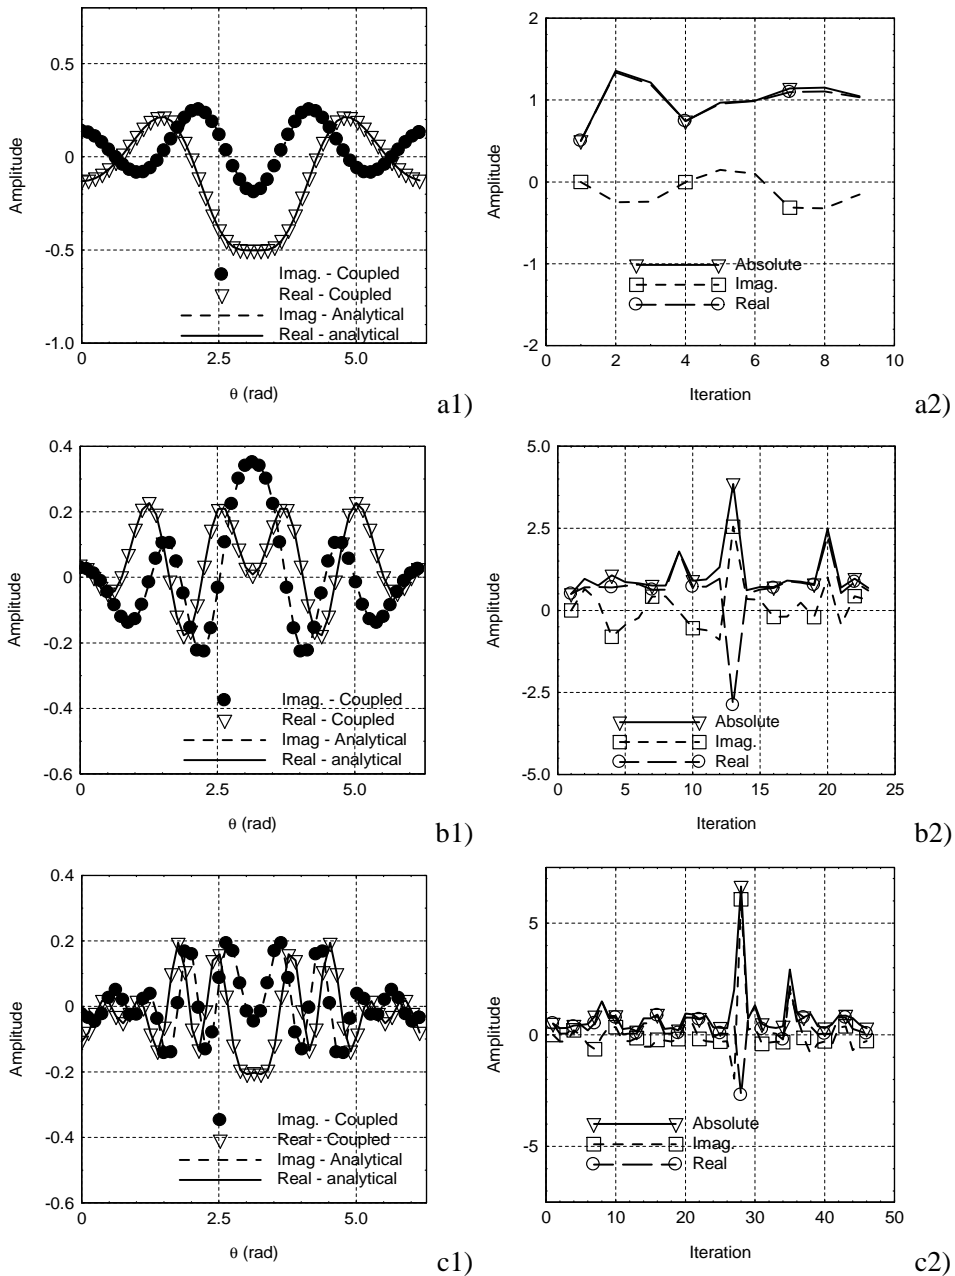 0.5
0
-0.5
-1.0
0
2.5
5.0
Amplitude
θ (rad)
Imag. - Coupled
Real - Coupled
Imag - Analytical
Real - analytical
a1)
2
1
0
-1
-2
0
2
4
6
8
10
Amplitude
Iteration
Absolute
Imag.
Real
a2)
0.4
0.2
0
-0.2
-0.4
-0.6
0
2.5
5.0
Amplitude
θ (rad)
Imag. - Coupled
Real - Coupled
Imag - Analytical
Real - analytical
b1)
5.0
2.5
0
-2.5
-5.0
0
5
10
15
20
25
Amplitude
Iteration
Absolute
Imag.
Real
b2)
0.4
0.2
0
-0.2
-0.4
-0.6
0
2.5
5.0
Amplitude
θ (rad)
Imag. - Coupled
Real - Coupled
Imag - Analytical
Real - analytical
c1)
5
0
-5
0
10
20
30
40
50
Amplitude
Iteration
Absolute
Imag.
Real
c2)